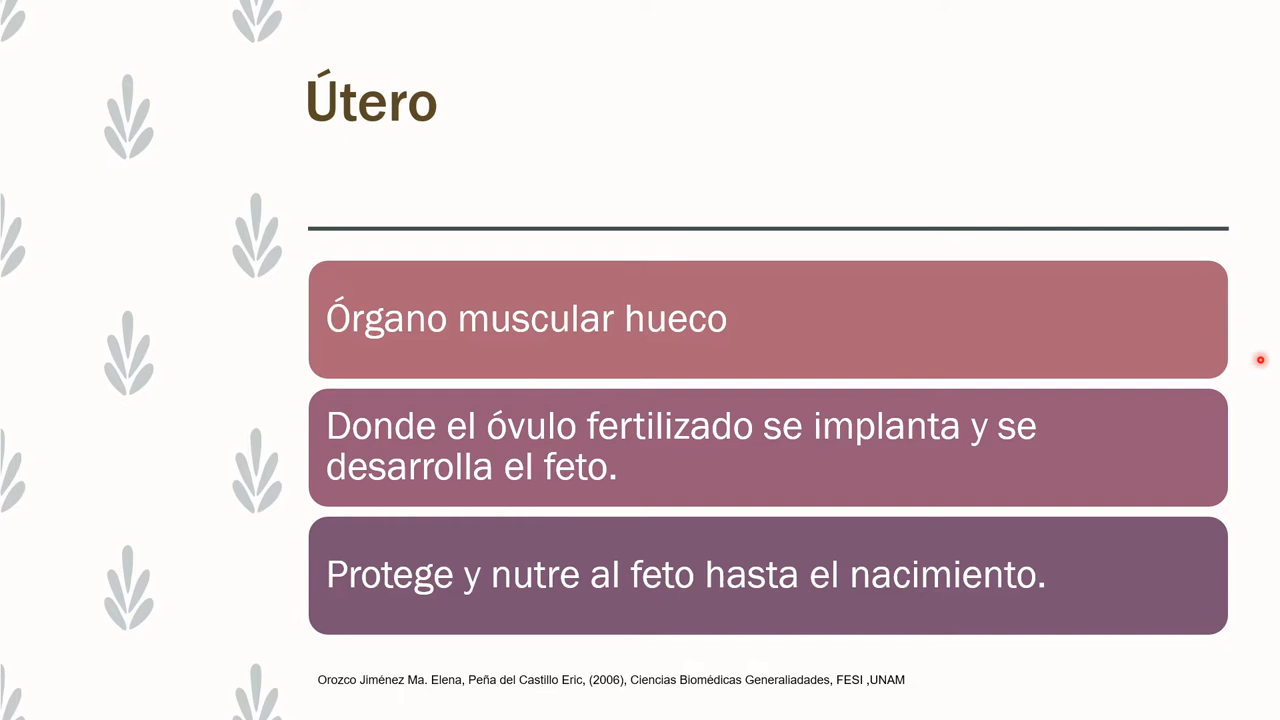 Útero
Órgano muscular hueco
Donde el óvulo fertilizado se implanta y se
desarrolla el feto.
Protege y nutre al feto hasta el nacimiento.
Orozco Jiménez Ma. Elena, Peña del Castillo Eric, (2006), Ciencias Biomédicas Generaliadades, FESI ,UNAM